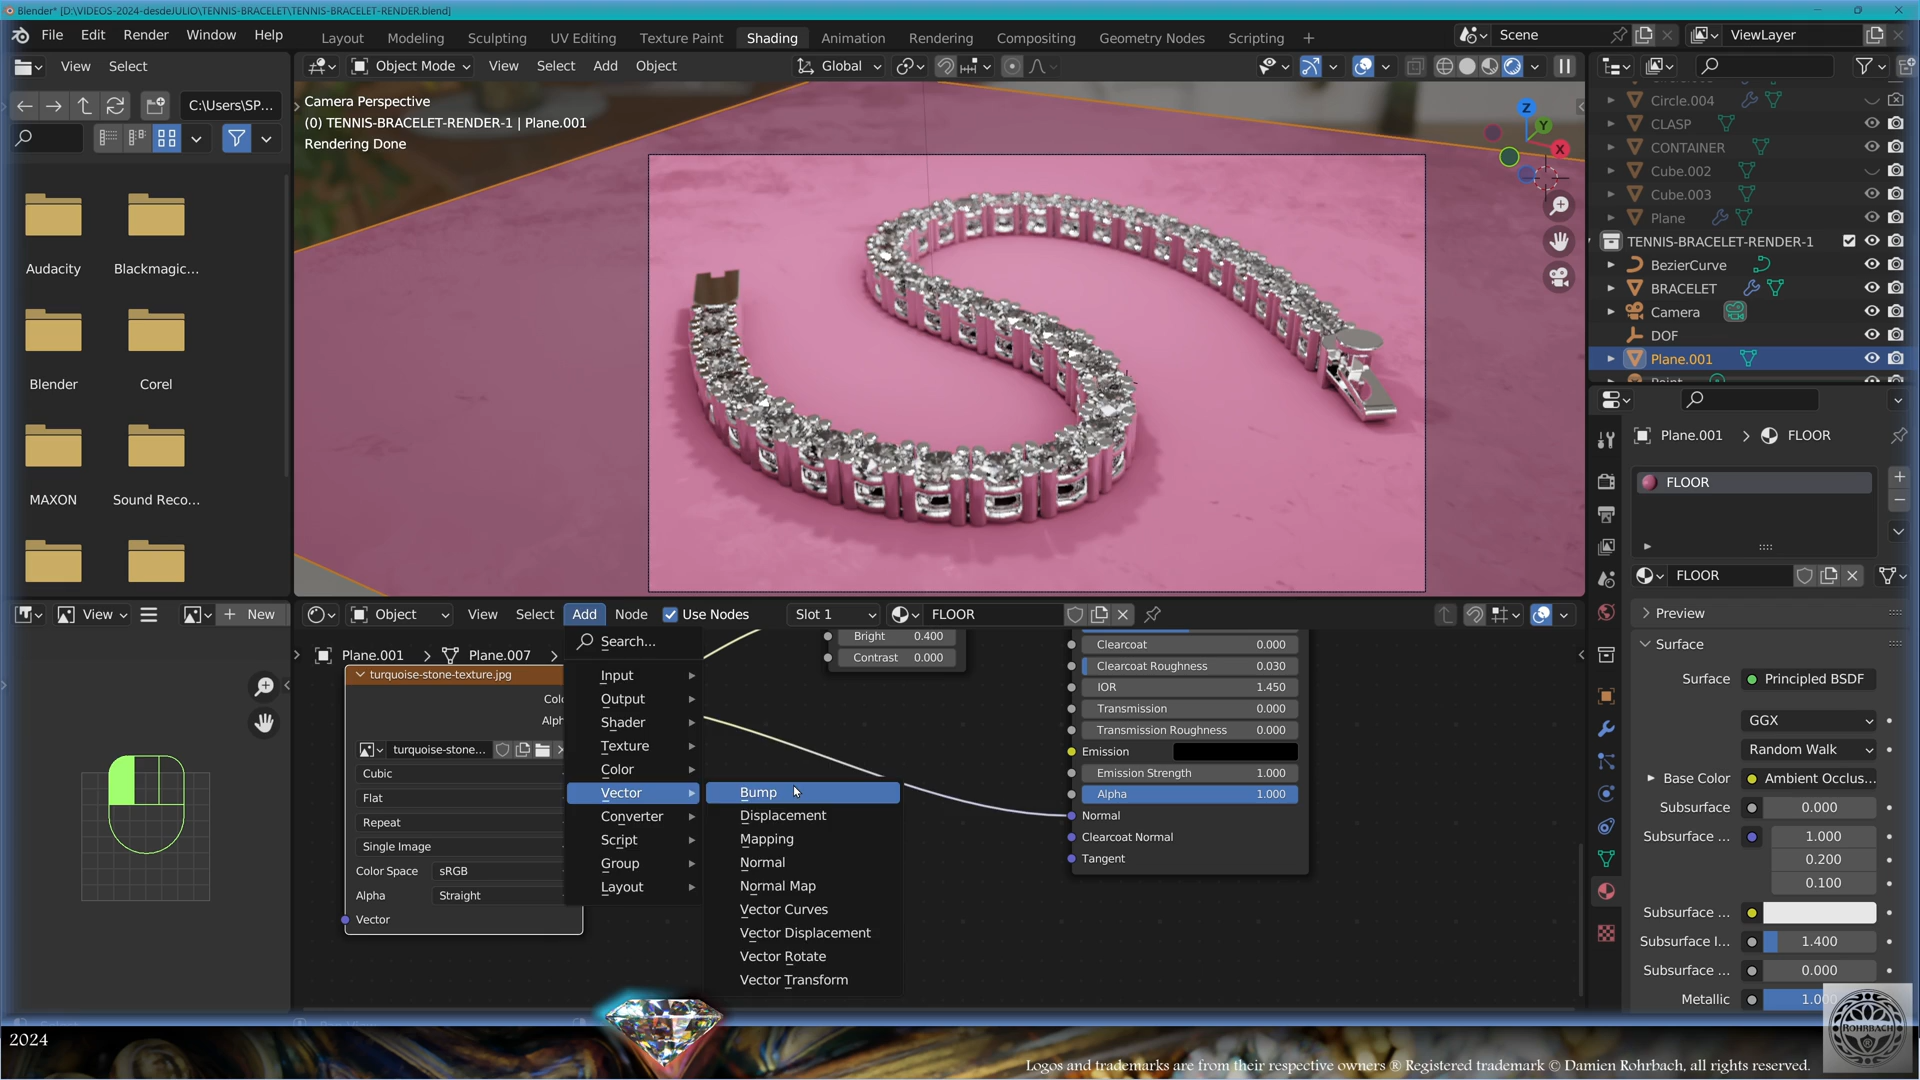 Blender* [D:\VIDEOS-2024-desdeJULIO\TENNIS-BRACELET\TENNIS-BRACELET-RENDER.blend]
File Edit Render Window Help
Layout Modeling Sculpting UV Editing Texture Paint Shading Animation Rendering Compositing Geometry Nodes Scripting +
Scene
ViewLayer
View Select
Object Mode View Select Add Object
Global
C:\Users\SP...
Camera Perspective
(0) TENNIS-BRACELET-RENDER-1 | Plane.001
Rendering Done
Z
Y
X
Audacity
Blackmagic...
Blender
Corel
MAXON
Sound Reco...
CLASP
CONTAINER
Circle.004
Cube.002
Cube.003
Plane
TENNIS-BRACELET-RENDER-1
BezierCurve
BRACELET
Camera
DOF
Plane.001
Plane.001 > FLOOR
FLOOR
FLOOR
Preview
Surface
Surface Principled BSDF
GGX
Random Walk
Base Color Ambient Occlus...
Subsurface 0.000
Subsurface ... 1.000
0.200
0.100
Subsurface ...
Subsurface I... 1.400
Subsurface ... 0.000
Metallic 1.0
View
+ New
Object View Select Add Node Use Nodes Slot 1 FLOOR
Plane.001 > Plane.007 >
turquoise-stone-texture.jpg
turquoise-stone...
Cubic
Flat
Repeat
Single Image
Color Space sRGB
Alpha Straight
Vector
Search...
Input
Output
Shader
Texture
Color
Vector
Converter
Script
Group
Layout
Bump
Displacement
Mapping
Normal
Normal Map
Vector Curves
Vector Displacement
Vector Rotate
Vector Transform
Bright 0.400
Contrast 0.000
Clearcoat 0.000
Clearcoat Roughness 0.030
IOR 1.450
Transmission 0.000
Transmission Roughness 0.000
Emission
Emission Strength 1.000
Alpha 1.000
Normal
Clearcoat Normal
Tangent
2024
ROHRBACH
®
Logos and trademarks are from their respective owners ® Registered trademark © Damien Rohrbach, all rights reserved.